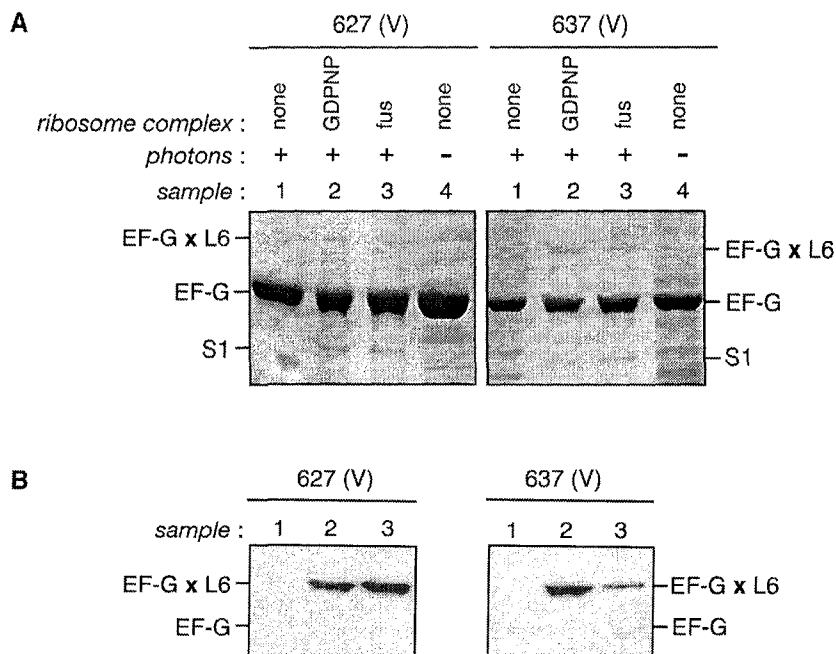 A
627 (V) 637 (V)
ribosome complex : none GDPNP fus none none GDPNP fus none
photons : + + + - + + + -
sample : 1 2 3 4 1 2 3 4
EF-G x L6 EF-G x L6
EF-G EF-G
S1 S1
B
627 (V) 637 (V)
sample : 1 2 3 1 2 3
EF-G x L6 EF-G x L6
EF-G EF-G